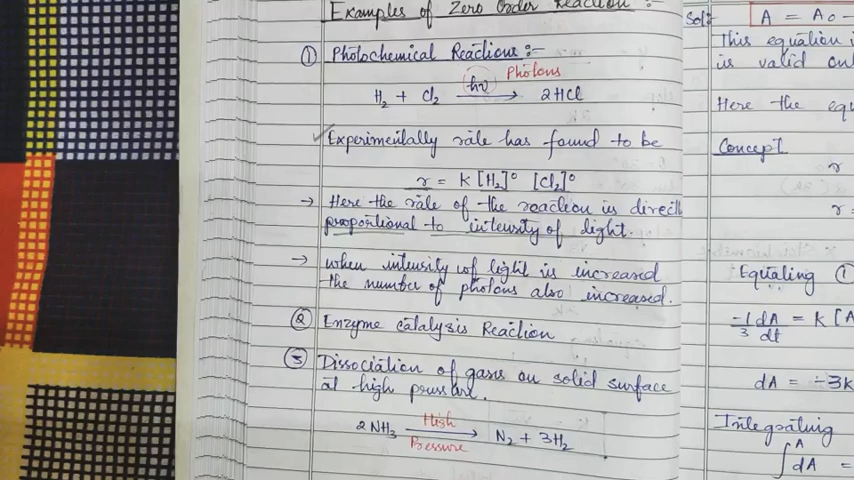 Examples of Zero Order Reaction :-
① Photochemical Reactions :-
H₂ + Cl₂ hν Photons → 2HCl
Experimentally rate has found to be
r = K [H₂]° [Cl₂]°
→ Here the rate of the reaction is directl
proportional to intensity of light.
→ when intensity of light is increased
the number of photons also increased.
② Enzyme catalysis Reaction
③ Dissociation of gases on solid surface
at high pressure.
2NH₃ High Pressure → N₂ + 3H₂
Sol:
A = A₀ -
This equation i
is valid onl
Here the equ
Concept
r
r =
Equaling ①
-1/3 dA/dt = K [A
dA = -3K
Integrating
∫ᴬ dA =